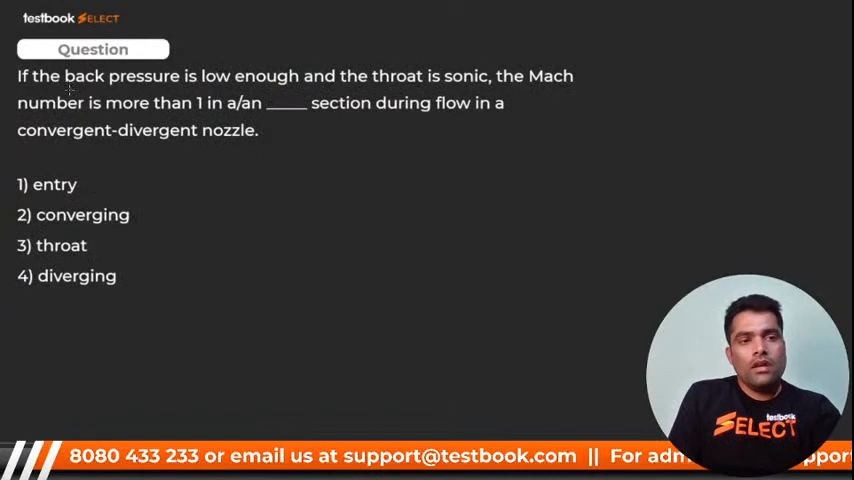 testbook SELECT
Question
If the back pressure is low enough and the throat is sonic, the Mach
number is more than 1 in a/an _____ section during flow in a
convergent-divergent nozzle.
1) entry
2) converging
3) throat
4) diverging
testbook
SELECT
8080 433 233 or email us at support@testbook.com || For adm